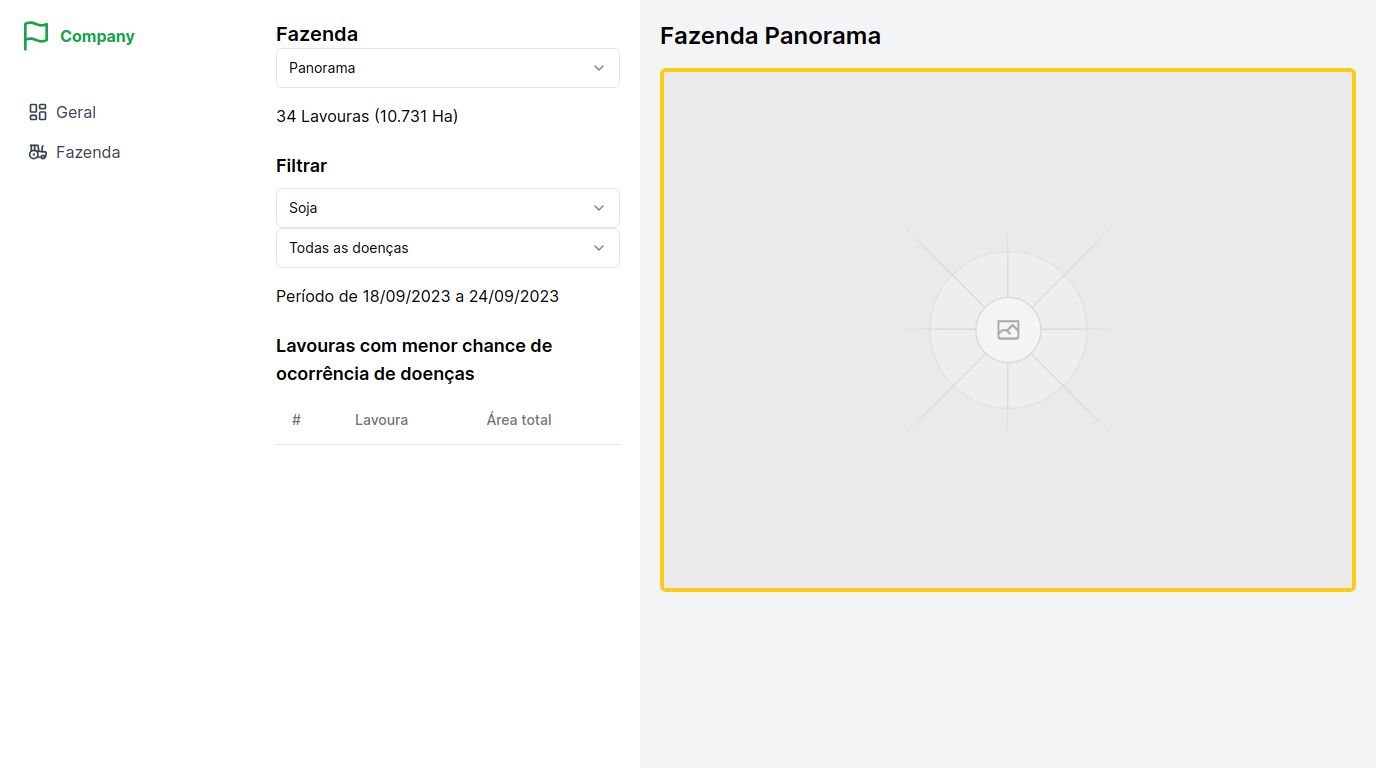 Company
Geral
Fazenda
Fazenda
Panorama
34 Lavouras (10.731 Ha)
Filtrar
Soja
Todas as doenças
Período de 18/09/2023 a 24/09/2023
Lavouras com menor chance de
ocorrência de doenças
# Lavoura Área total
Fazenda Panorama